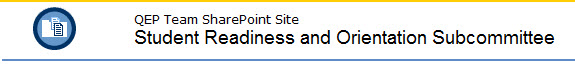 QEP Team SharePoint Site
Student Readiness and Orientation Subcommittee